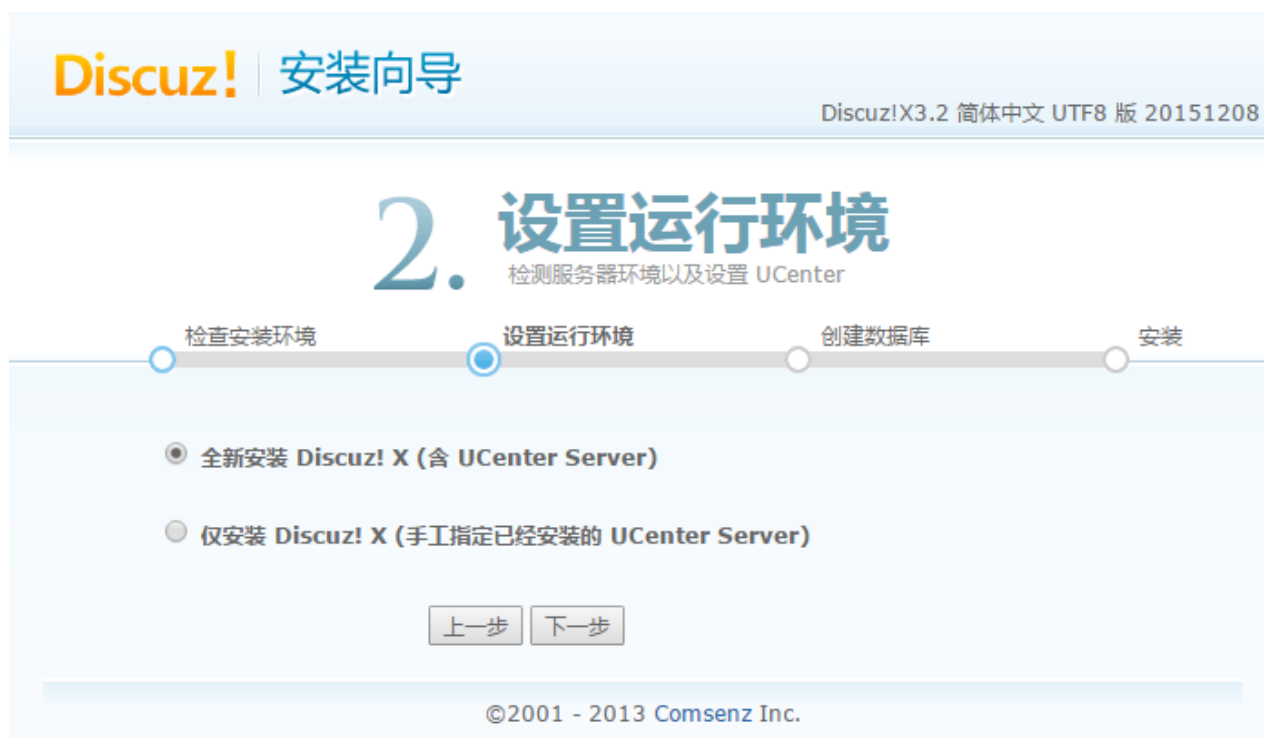 Discuz! 安装向导
Discuz!X3.2 简体中文 UTF8 版 20151208
2. 设置运行环境
检测服务器环境以及设置 UCenter
检查安装环境 设置运行环境 创建数据库 安装
全新安装 Discuz! X (含 UCenter Server)
仅安装 Discuz! X (手工指定已经安装的 UCenter Server)
上一步 下一步
©2001 - 2013 Comsenz Inc.